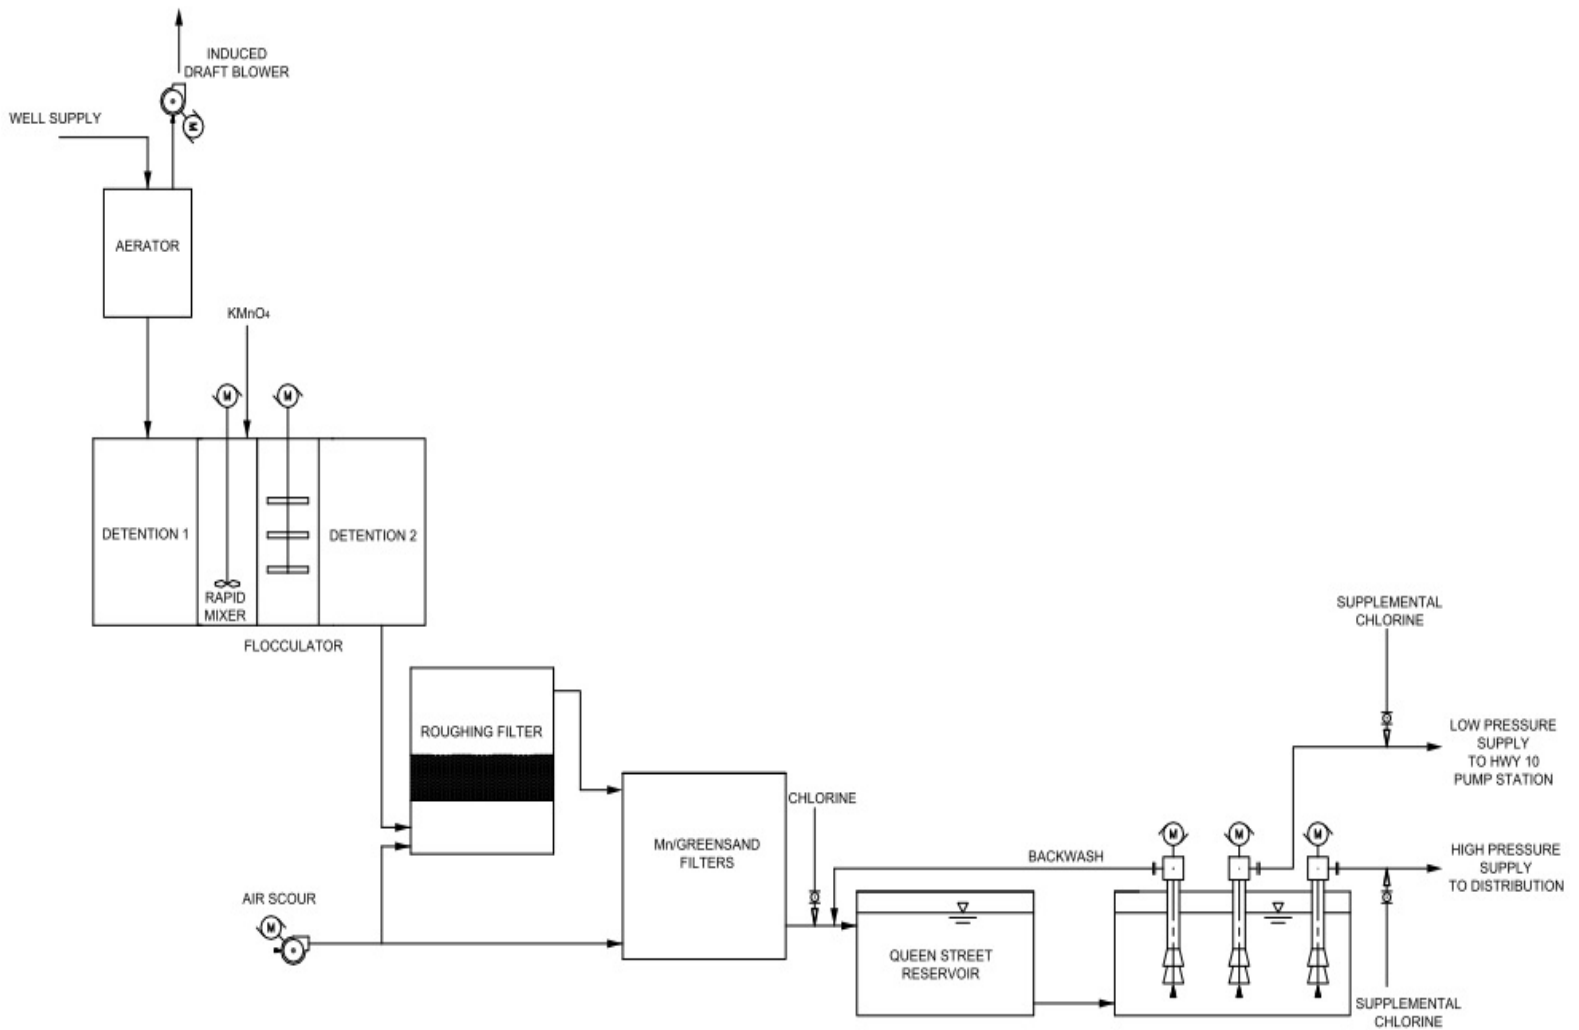 INDUCED
DRAFT BLOWER
WELL SUPPLY
M
AERATOR
KMnO₄
M
M
DETENTION 1
DETENTION 2
RAPID
MIXER
FLOCCULATOR
ROUGHING FILTER
AIR SCOUR
M
Mn/GREENSAND
FILTERS
CHLORINE
BACKWASH
QUEEN STREET
RESERVOIR
M
M
M
SUPPLEMENTAL
CHLORINE
LOW PRESSURE
SUPPLY
TO HWY 10
PUMP STATION
HIGH PRESSURE
SUPPLY
TO DISTRIBUTION
SUPPLEMENTAL
CHLORINE